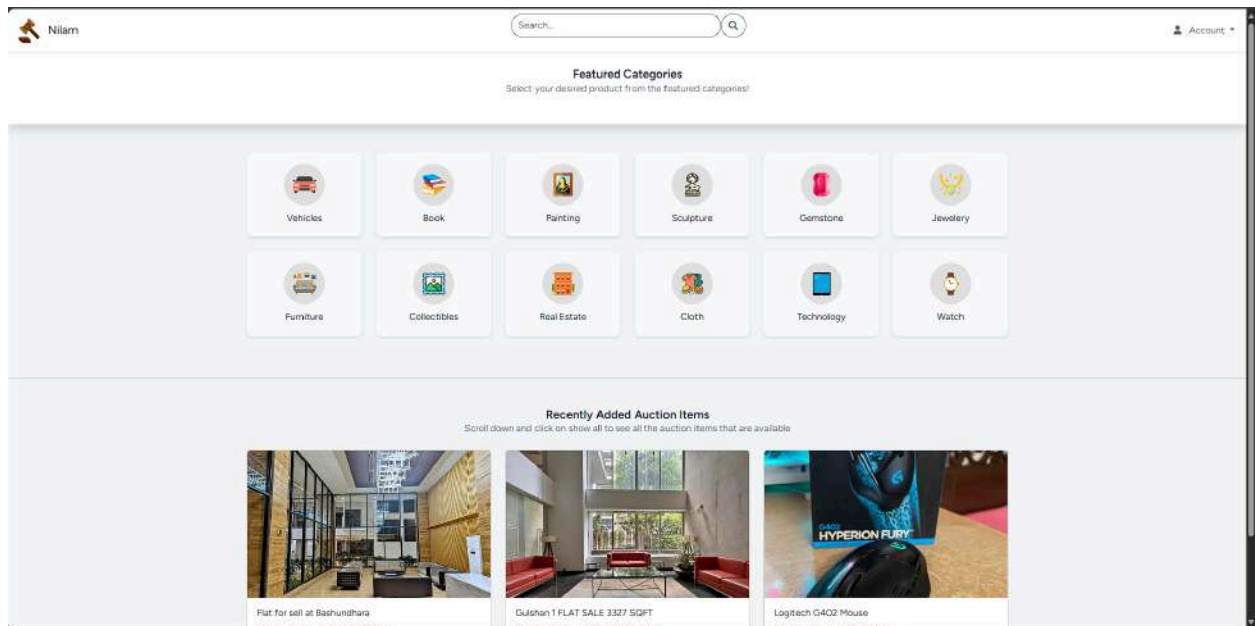 Nilam
Search...
Account
Featured Categories
Select your desired product from the featured categories!
Vehicles
Book
Painting
Sculpture
Gemstone
Jewelery
Furniture
Collectibles
Real Estate
Cloth
Technology
Watch
Recently Added Auction Items
Scroll down and click on show all to see all the auction items that are available
G402
HYPERION FURY
Flat for sell at Bashundhara
Gulshan 1 FLAT SALE 3327 SQFT
Logitech G402 Mouse